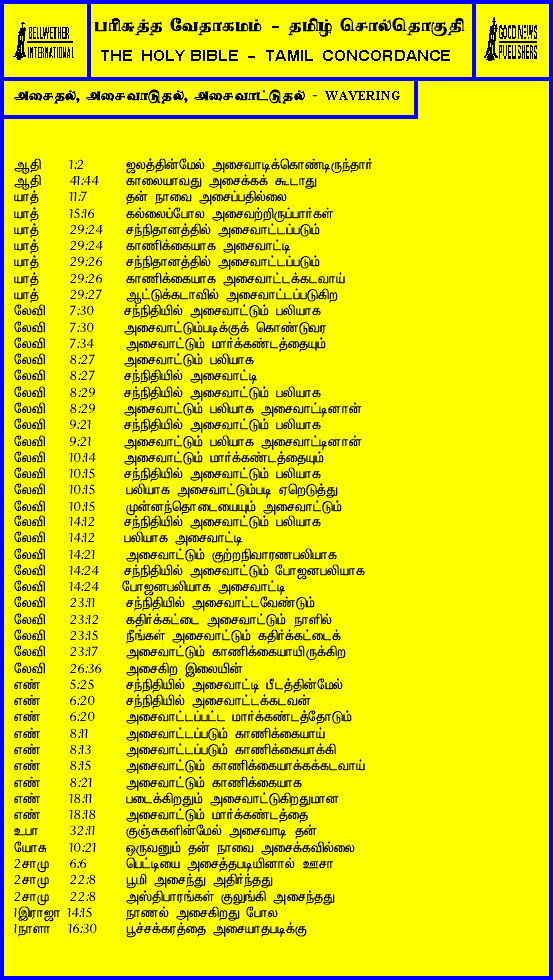 BELLWETHER
INTERNATIONAL
பரிசுத்த வேதாகமம் - தமிழ் சொல்தொகுதி
THE HOLY BIBLE - TAMIL CONCORDANCE
GOOD NEWS
PUBLISHERS
அசைதல், அசைவாடுதல், அசைவாட்டுதல் - WAVERING
ஆதி 1:2 ஜலத்தின்மேல் அசைவாடிக்கொண்டிருந்தார்
ஆதி 41:44 காலையாவது அசைக்கக் கூடாது
யாத் 11:7 தன் நாவை அசைப்பதில்லை
யாத் 15:16 கல்லைப்போல அசைவற்றிருப்பார்கள்
யாத் 29:24 சந்நிதானத்தில் அசைவாட்டப்படும்
யாத் 29:24 காணிக்கையாக அசைவாட்டி
யாத் 29:26 சந்நிதானத்தில் அசைவாட்டப்படும்
யாத் 29:26 காணிக்கையாக அசைவாட்டக்கடவாய்
யாத் 29:27 ஆட்டுக்கடாவில் அசைவாட்டப்படுகிற
லேவி 7:30 சந்நிதியில் அசைவாட்டும் பலியாக
லேவி 7:30 அசைவாட்டும்படிக்குக் கொண்டுவர
லேவி 7:34 அசைவாட்டும் மார்க்கண்டத்தையும்
லேவி 8:27 அசைவாட்டும் பலியாக
லேவி 8:27 சந்நிதியில் அசைவாட்டி
லேவி 8:29 சந்நிதியில் அசைவாட்டும் பலியாக
லேவி 8:29 அசைவாட்டும் பலியாக அசைவாட்டினான்
லேவி 9:21 சந்நிதியில் அசைவாட்டும் பலியாக
லேவி 9:21 அசைவாட்டும் பலியாக அசைவாட்டினான்
லேவி 10:14 அசைவாட்டும் மார்க்கண்டத்தையும்
லேவி 10:15 சந்நிதியில் அசைவாட்டும் பலியாக
லேவி 10:15 பலியாக அசைவாட்டும்படி ஏறெடுத்து
லேவி 10:15 முன்னந்தொடையையும் அசைவாட்டும்
லேவி 14:12 சந்நிதியில் அசைவாட்டும் பலியாக
லேவி 14:12 பலியாக அசைவாட்டி
லேவி 14:21 அசைவாட்டும் குற்றநிவாரணபலியாக
லேவி 14:24 சந்நிதியில் அசைவாட்டும் போஜனபலியாக
லேவி 14:24 போஜனபலியாக அசைவாட்டி
லேவி 23:11 சந்நிதியில் அசைவாட்டவேண்டும்
லேவி 23:12 கதிர்க்கட்டை அசைவாட்டும் நாளில்
லேவி 23:15 நீங்கள் அசைவாட்டும் கதிர்க்கட்டைக்
லேவி 23:17 அசைவாட்டும் காணிக்கையாயிருக்கிற
லேவி 26:36 அசைகிற இலையின்
எண் 5:25 சந்நிதியில் அசைவாட்டி பீடத்தின்மேல்
எண் 6:20 சந்நிதியில் அசைவாட்டக்கடவன்
எண் 6:20 அசைவாட்டப்பட்ட மார்க்கண்டத்தோடும்
எண் 8:11 அசைவாட்டப்படும் காணிக்கையாய்
எண் 8:13 அசைவாட்டப்படும் காணிக்கையாக்கி
எண் 8:15 அசைவாட்டும் காணிக்கையாக்கக்கடவாய்
எண் 8:21 அசைவாட்டும் காணிக்கையாக
எண் 18:11 படைக்கிறதும் அசைவாட்டுகிறதுமான
எண் 18:18 அசைவாட்டும் மார்க்கண்டத்தை
உபா 32:11 குஞ்சுகளின்மேல் அசைவாடி தன்
யோசு 10:21 ஒருவனும் தன் நாவை அசைக்கவில்லை
2சாமு 6:6 பெட்டியை அசைத்தபடியினால் ஊசா
2சாமு 22:8 பூமி அசைந்து அதிர்ந்தது
2சாமு 22:8 அஸ்திபாரங்கள் குலுங்கி அசைந்தது
1இராஜா 14:15 நாணல் அசைகிறது போல
1நாளா 16:30 பூச்சக்கரத்தை அசையாதபடிக்கு